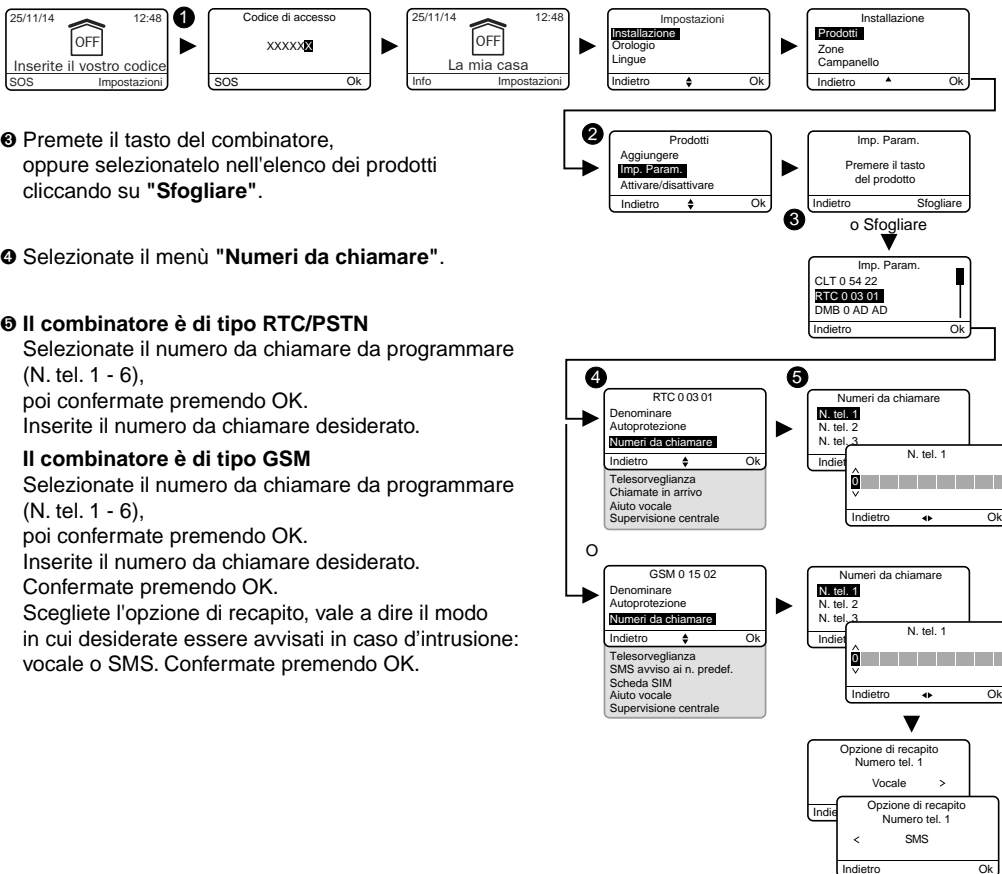 25/11/14 12:48
OFF
Inserite il vostro codice
SOS Impostazioni
❶
Codice di accesso
XXXXXX
SOS Ok
25/11/14 12:48
OFF
La mia casa
Info Impostazioni
Impostazioni
Installazione
Orologio
Lingue
Indietro Ok
Installazione
Prodotti
Zone
Campanello
Indietro Ok
❸ Premete il tasto del combinatore,
oppure selezionatelo nell'elenco dei prodotti
cliccando su "Sfogliare".
❹ Selezionate il menù "Numeri da chiamare".
❺ Il combinatore è di tipo RTC/PSTN
Selezionate il numero da chiamare da programmare
(N. tel. 1 - 6),
poi confermate premendo OK.
Inserite il numero da chiamare desiderato.
Il combinatore è di tipo GSM
Selezionate il numero da chiamare da programmare
(N. tel. 1 - 6),
poi confermate premendo OK.
Inserite il numero da chiamare desiderato.
Confermate premendo OK.
Scegliete l'opzione di recapito, vale a dire il modo
in cui desiderate essere avvisati in caso d'intrusione:
vocale o SMS. Confermate premendo OK.
❷
Prodotti
Aggiungere
Imp. Param.
Attivare/disattivare
Indietro Ok
Imp. Param.
Premere il tasto
del prodotto
Indietro Sfogliare
❸
o Sfogliare
Imp. Param.
CLT 0 54 22
RTC 0 03 01
DMB 0 AD AD
Indietro Ok
❹
RTC 0 03 01
Denominare
Autoprotezione
Numeri da chiamare
Indietro Ok
Telesorveglianza
Chiamate in arrivo
Aiuto vocale
Supervisione centrale
❺
Numeri da chiamare
N. tel. 1
N. tel. 2
N. tel. 3
Indiet
N. tel. 1
0
Indietro Ok
O
GSM 0 15 02
Denominare
Autoprotezione
Numeri da chiamare
Indietro Ok
Telesorveglianza
SMS avviso ai n. predef.
Scheda SIM
Aiuto vocale
Supervisione centrale
Numeri da chiamare
N. tel. 1
N. tel. 2
N. tel. 3
Indiet
N. tel. 1
0
Indietro Ok
Opzione di recapito
Numero tel. 1
Vocale >
Indie
Opzione di recapito
Numero tel. 1
< SMS
Indietro Ok